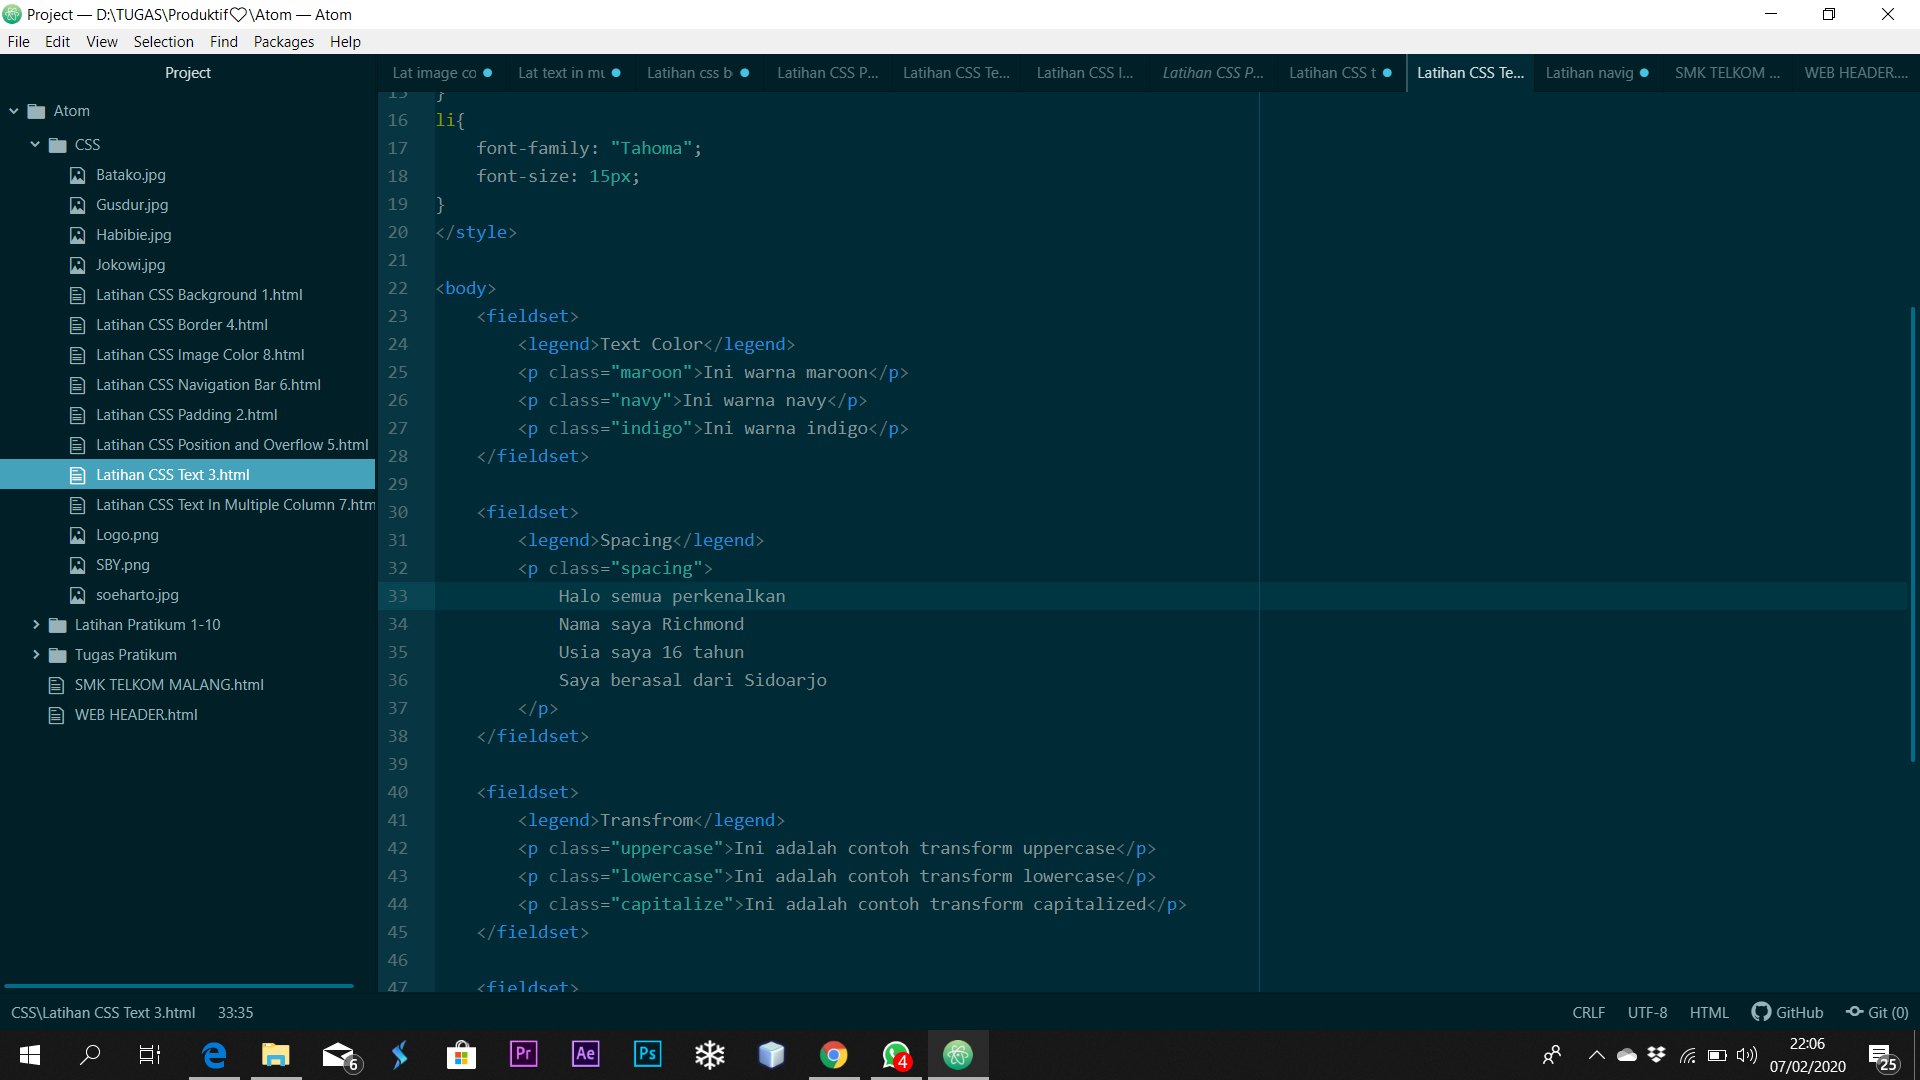 Project — D:\TUGAS\Produktif♡\Atom — Atom
File Edit View Selection Find Packages Help
Project
Lat image co
Lat text in mu
Latihan css b
Latihan CSS P...
Latihan CSS Te...
Latihan CSS I...
Latihan CSS P...
Latihan CSS t
Latihan CSS Te...
Latihan navig
SMK TELKOM ...
WEB HEADER....
Atom
CSS
Batako.jpg
Gusdur.jpg
Habibie.jpg
Jokowi.jpg
Latihan CSS Background 1.html
Latihan CSS Border 4.html
Latihan CSS Image Color 8.html
Latihan CSS Navigation Bar 6.html
Latihan CSS Padding 2.html
Latihan CSS Position and Overflow 5.html
Latihan CSS Text 3.html
Latihan CSS Text In Multiple Column 7.htm
Logo.png
SBY.png
soeharto.jpg
Latihan Pratikum 1-10
Tugas Pratikum
SMK TELKOM MALANG.html
WEB HEADER.html
15 }
16 li{
17 font-family: "Tahoma";
18 font-size: 15px;
19 }
20 </style>
21
22 <body>
23 <fieldset>
24 <legend>Text Color</legend>
25 <p class="maroon">Ini warna maroon</p>
26 <p class="navy">Ini warna navy</p>
27 <p class="indigo">Ini warna indigo</p>
28 </fieldset>
29
30 <fieldset>
31 <legend>Spacing</legend>
32 <p class="spacing">
33 Halo semua perkenalkan
34 Nama saya Richmond
35 Usia saya 16 tahun
36 Saya berasal dari Sidoarjo
37 </p>
38 </fieldset>
39
40 <fieldset>
41 <legend>Transfrom</legend>
42 <p class="uppercase">Ini adalah contoh transform uppercase</p>
43 <p class="lowercase">Ini adalah contoh transform lowercase</p>
44 <p class="capitalize">Ini adalah contoh transform capitalized</p>
45 </fieldset>
46
47 <fieldset>
CSS\Latihan CSS Text 3.html 33:35
CRLF UTF-8 HTML GitHub Git (0)
6
Pr
Ae
Ps
4
22:06
07/02/2020
25